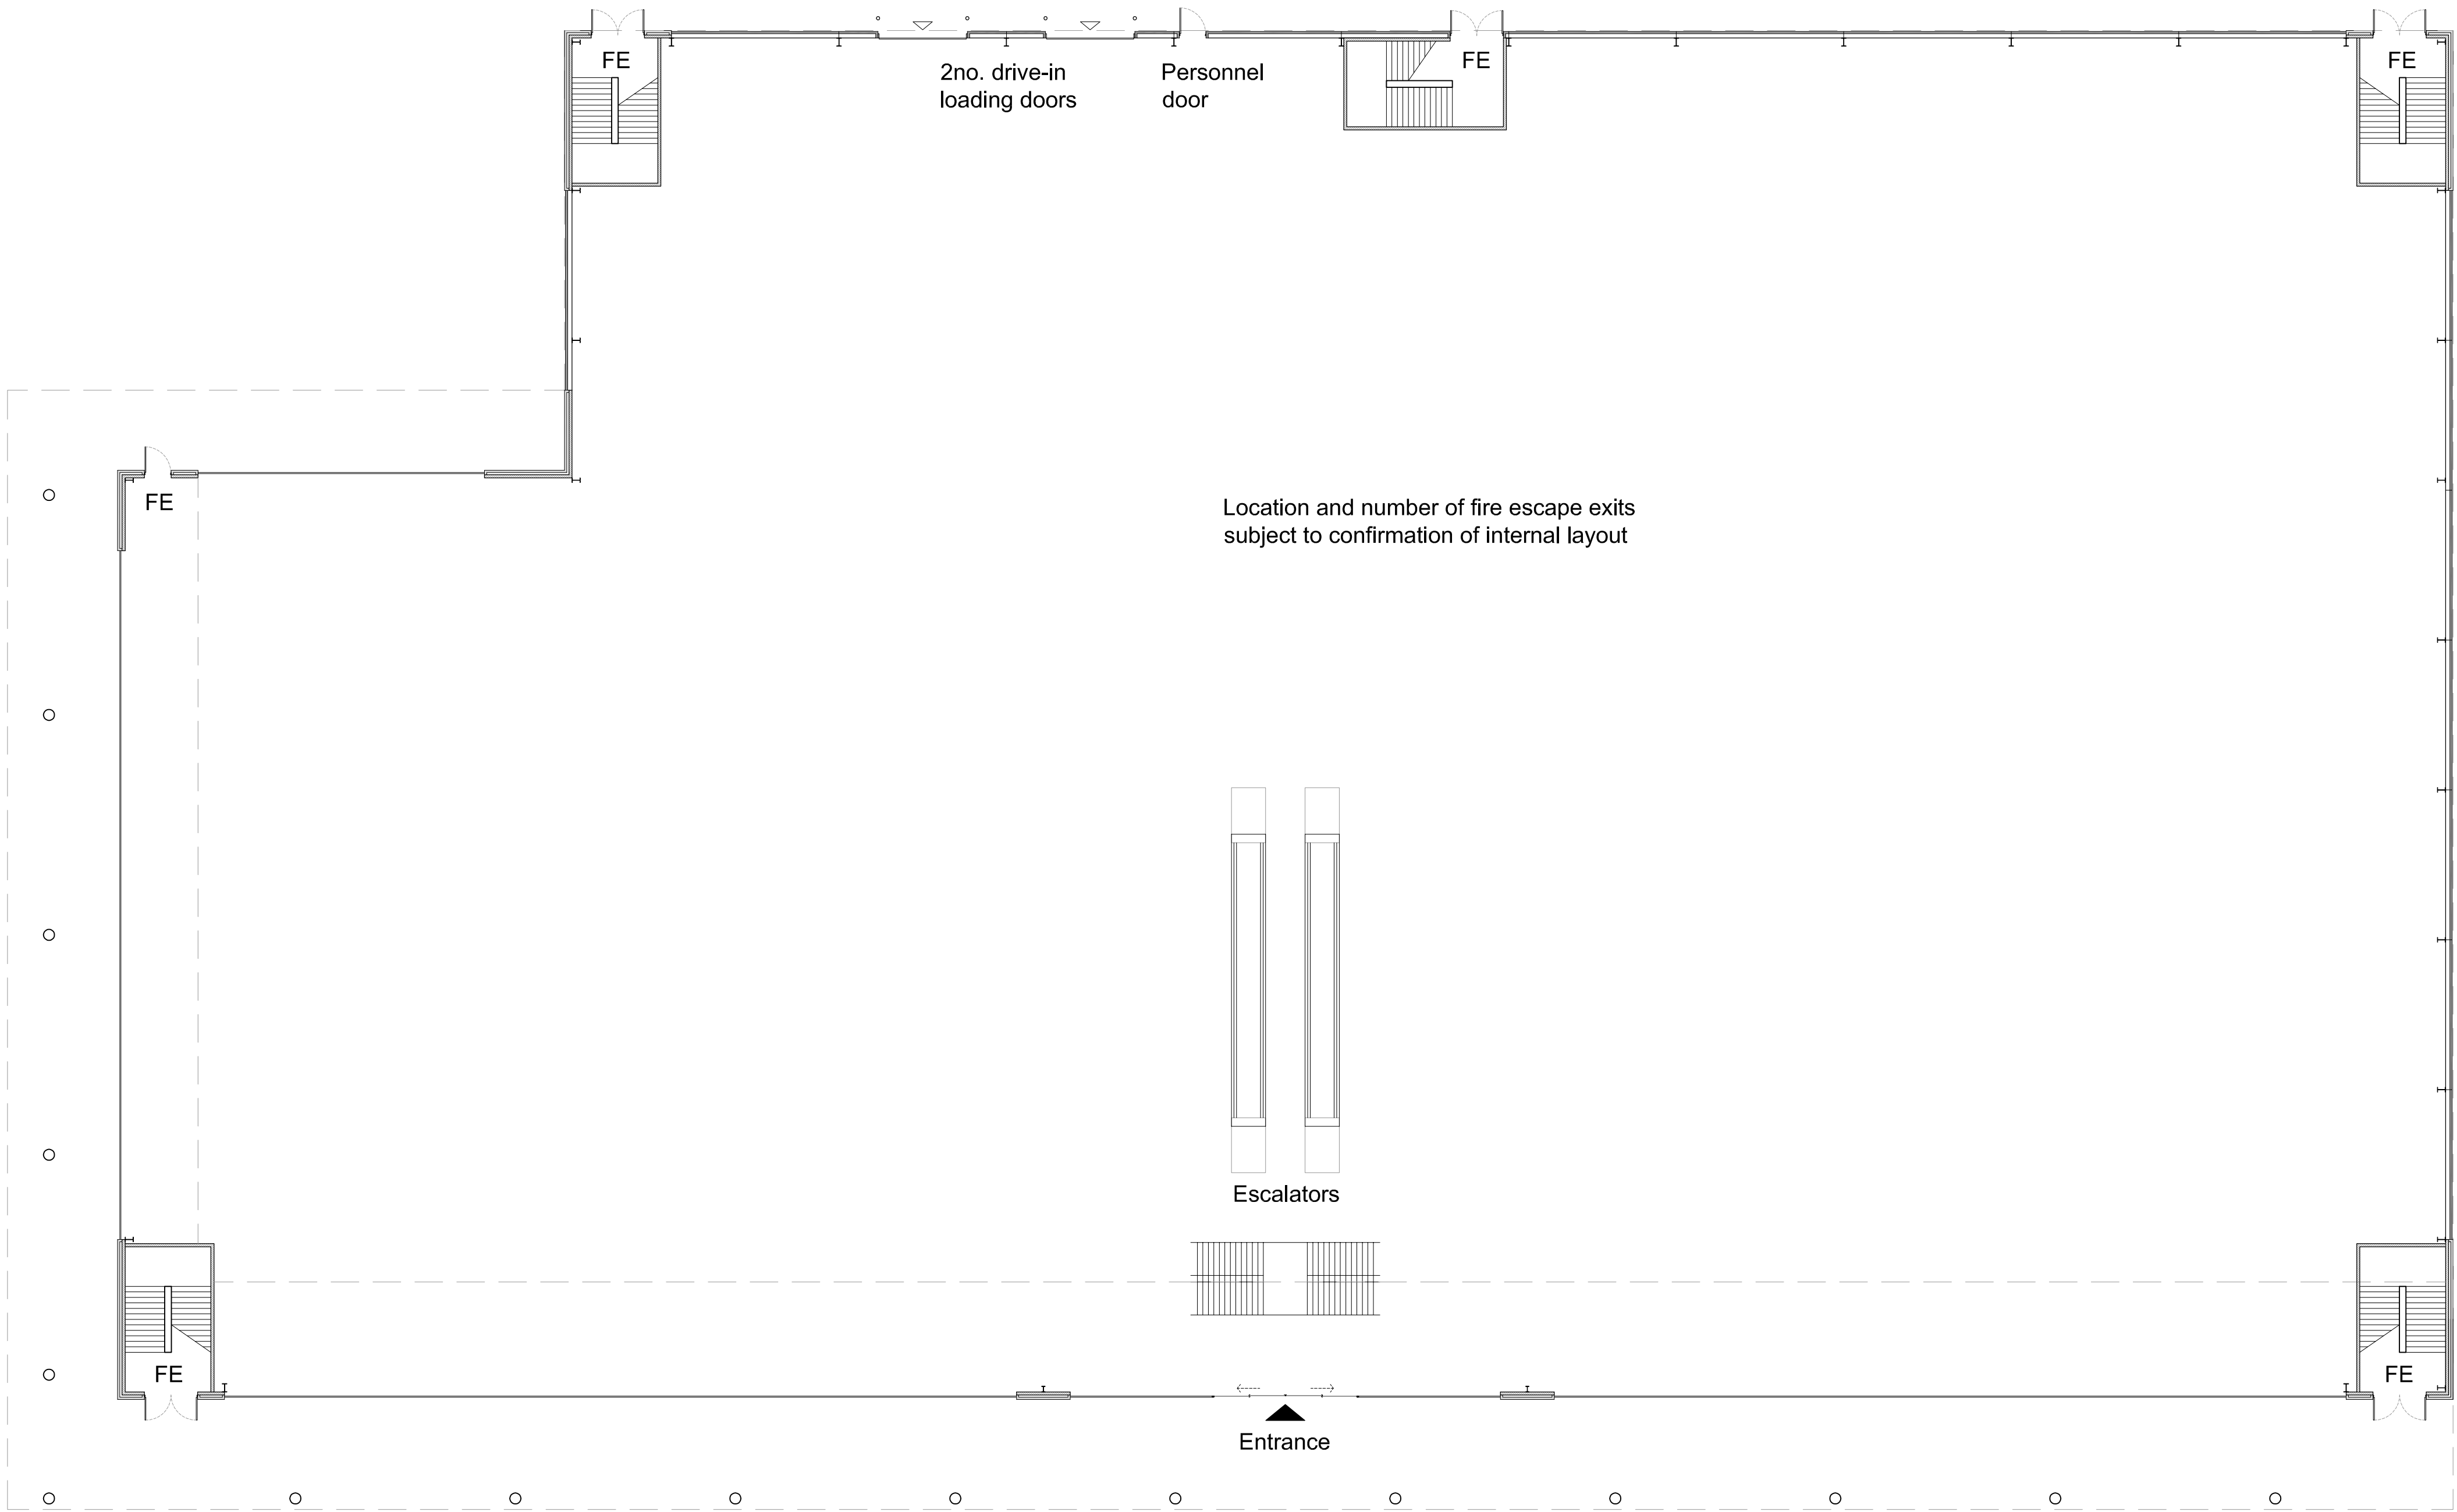 FE
FE
FE
2no. drive-in
loading doors
Personnel
door
FE
Location and number of fire escape exits
subject to confirmation of internal layout
Escalators
FE
FE
Entrance